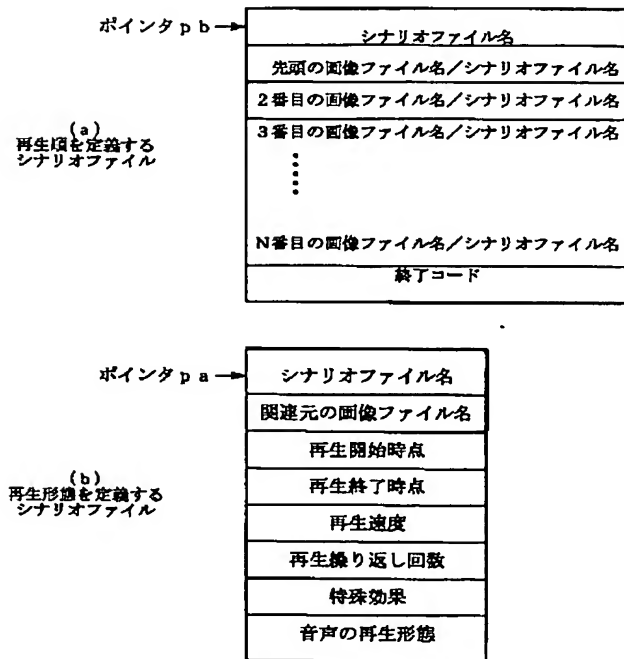 ポインタpb
シナリオファイル名
先頭の画像ファイル名/シナリオファイル名
2番目の画像ファイル名/シナリオファイル名
3番目の画像ファイル名/シナリオファイル名
N番目の画像ファイル名/シナリオファイル名
終了コード
(a)
再生順を定義する
シナリオファイル
ポインタpa
シナリオファイル名
関連元の画像ファイル名
再生開始時点
再生終了時点
再生速度
再生繰り返し回数
特殊効果
音声の再生形態
(b)
再生形態を定義する
シナリオファイル